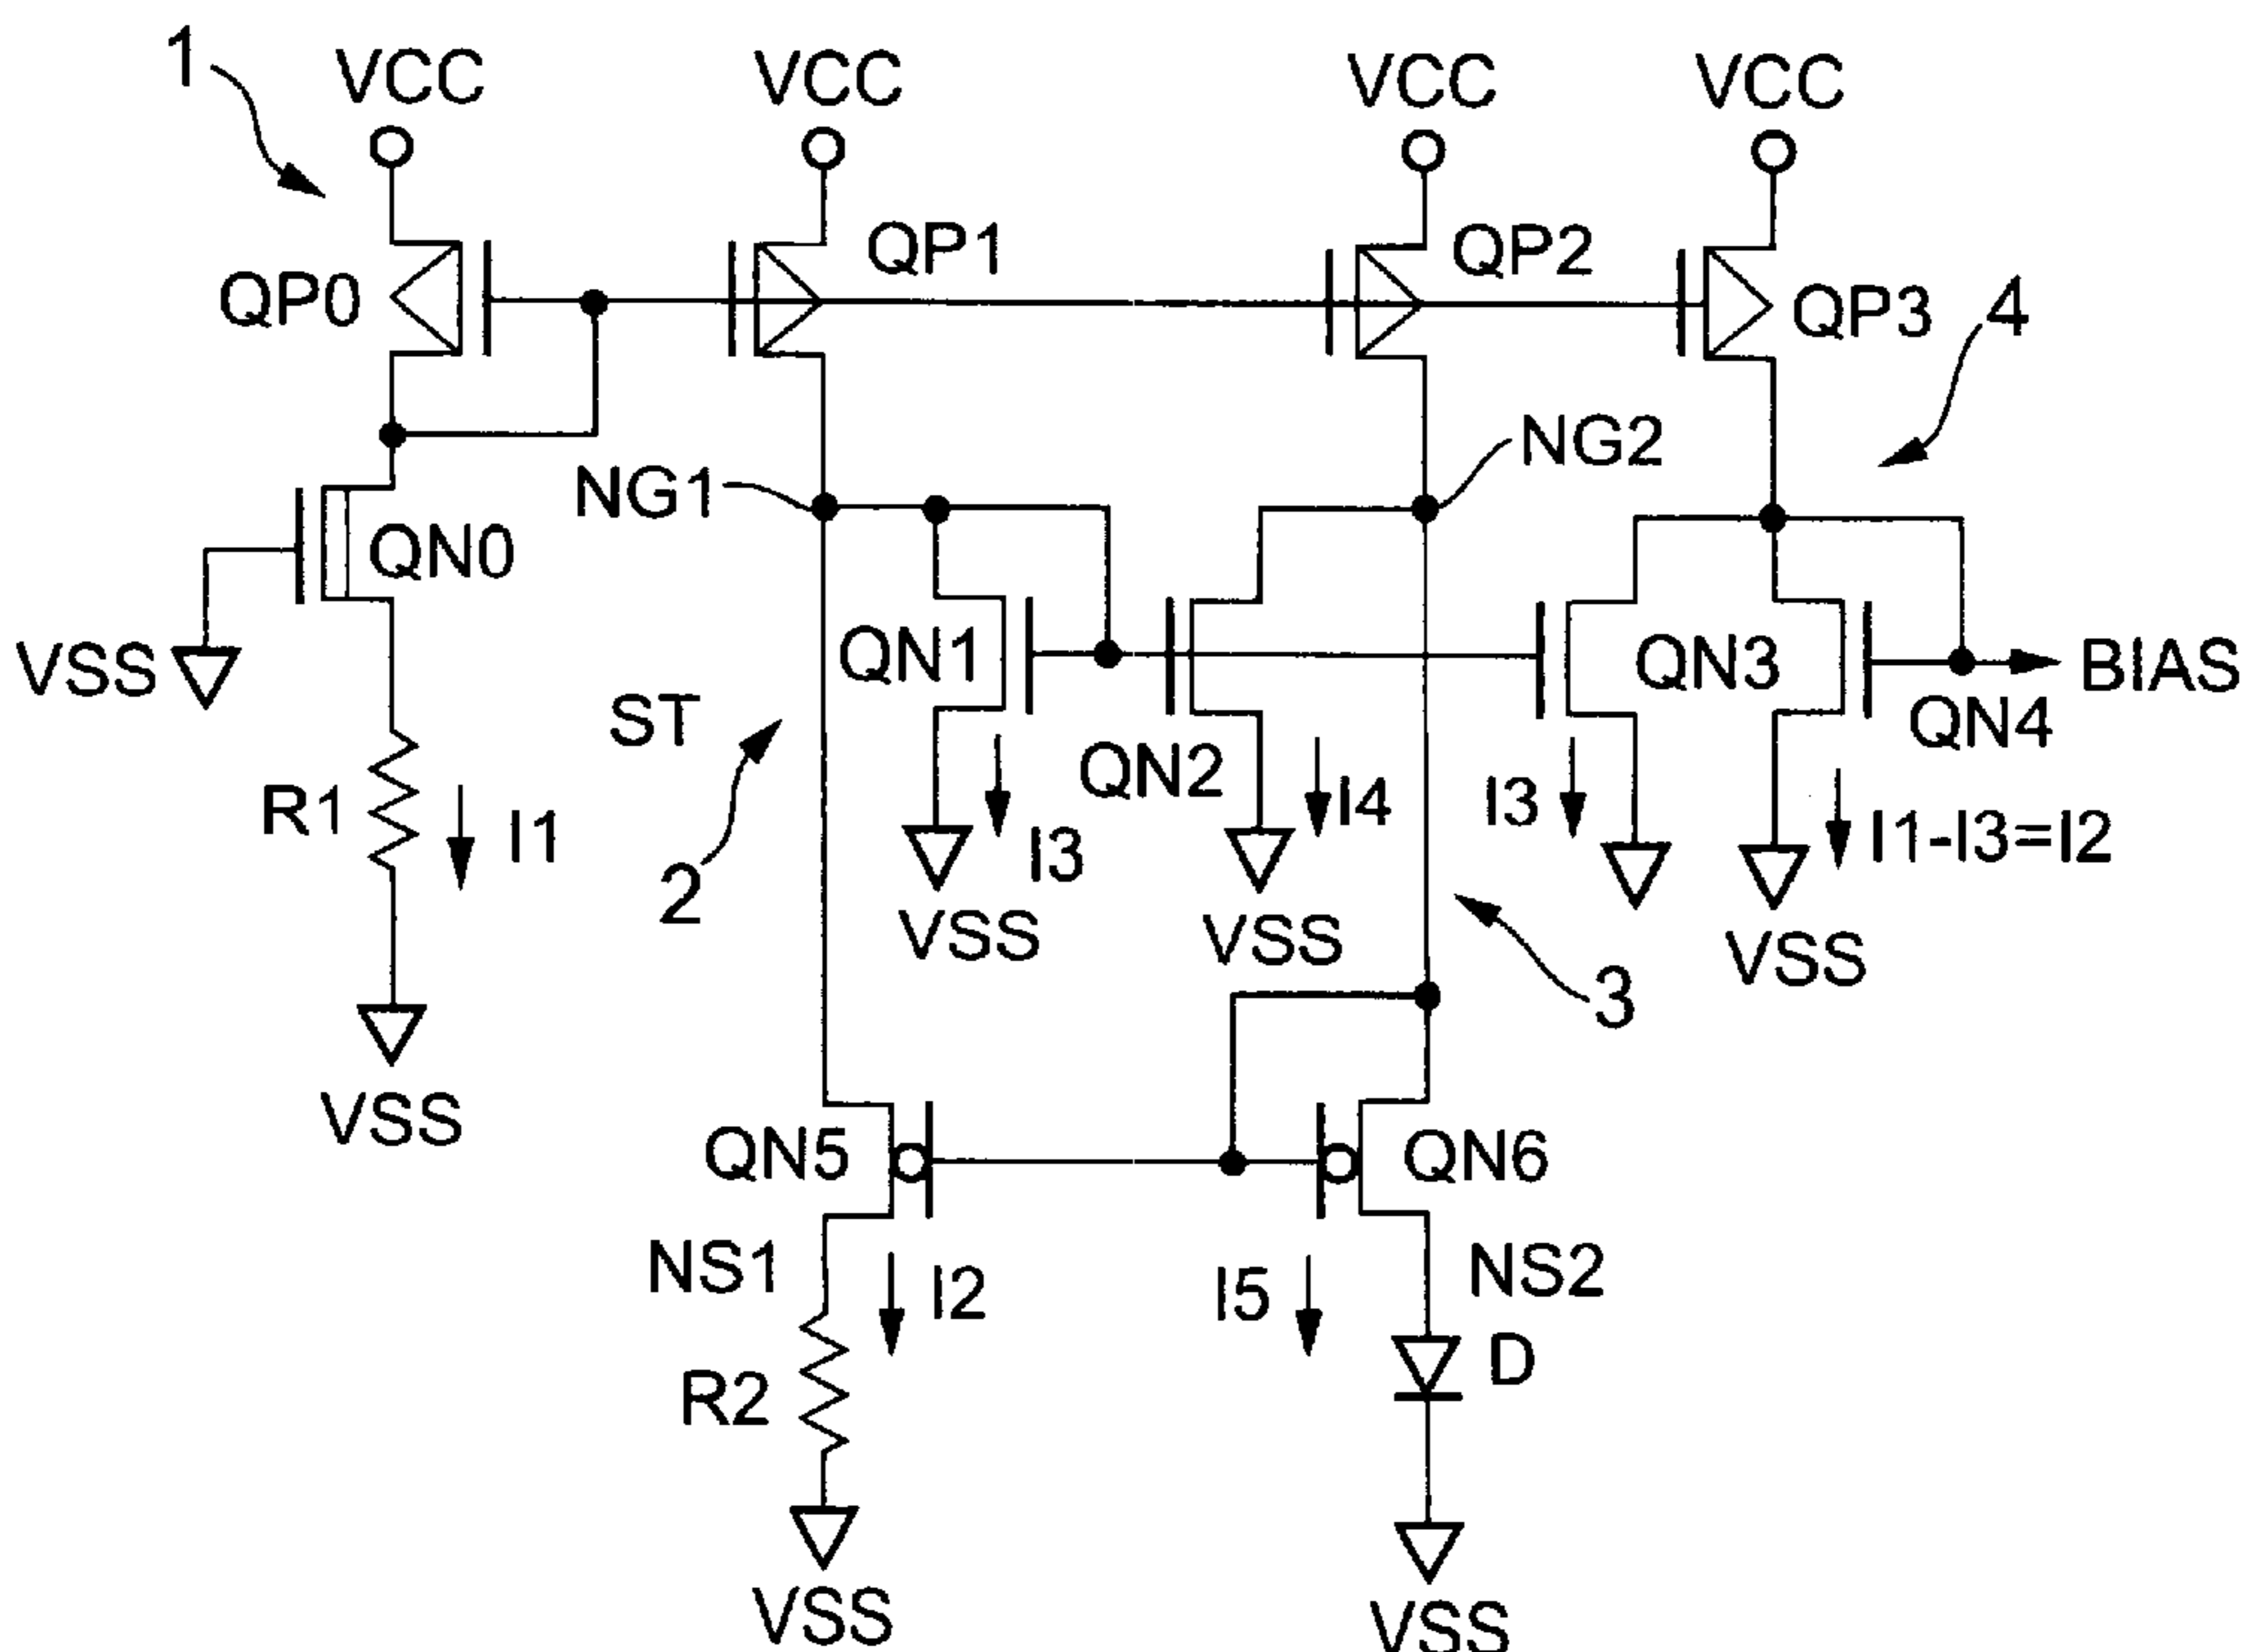 1
VCC
VCC
VCC
VCC
QP0
QP1
QP2
QP3
4
NG1
NG2
QN0
VSS
QN1
QN2
QN3
QN4
BIAS
ST
2
R1
I1
I3
I4
I3
I1-I3=I2
VSS
VSS
VSS
3
VSS
QN5
QN6
NS1
I2
I5
NS2
R2
D
VSS
VSS